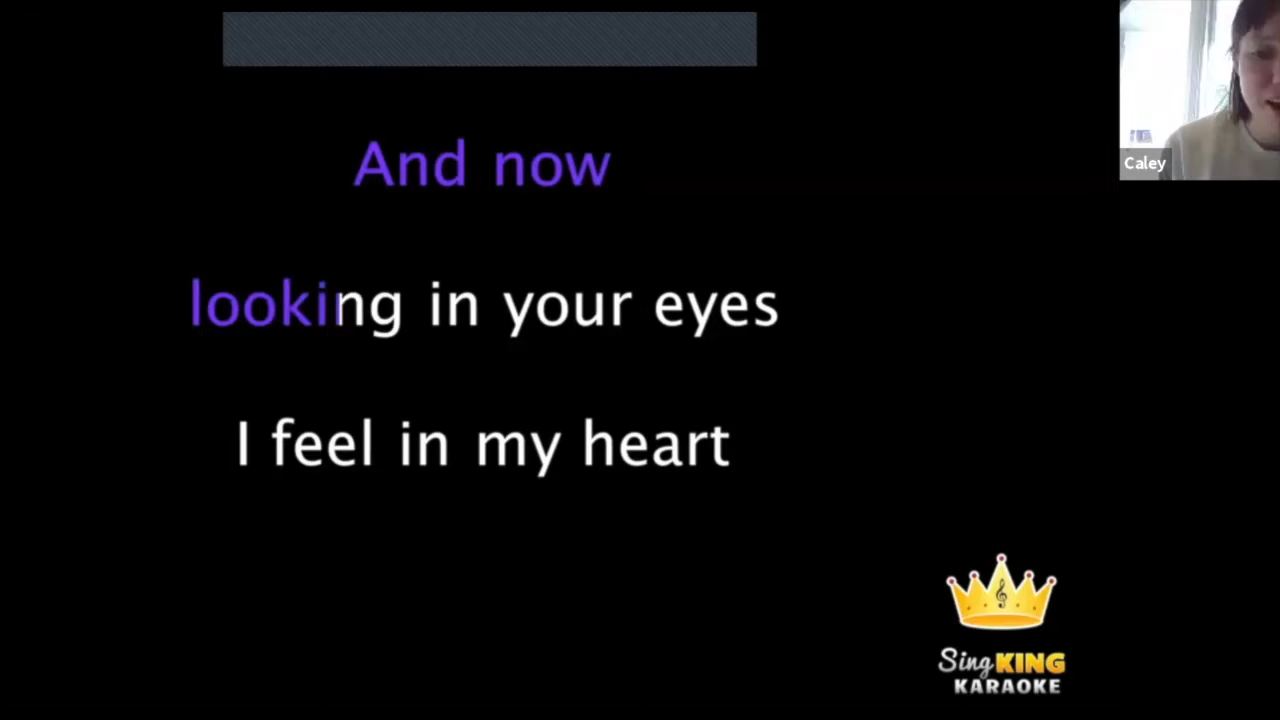 And now
looking in your eyes
I feel in my heart
Caley
Sing KING
KARAOKE